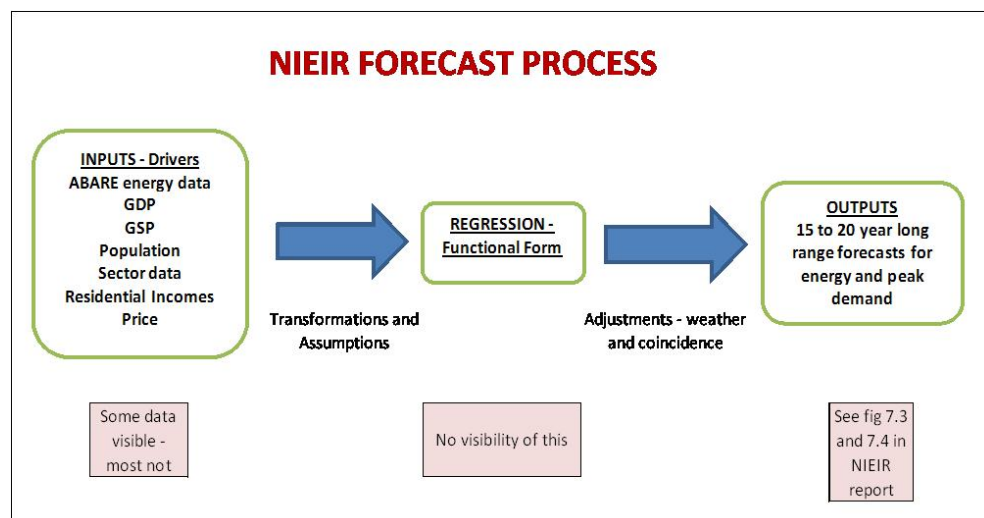 NIEIR FORECAST PROCESS
INPUTS - Drivers
ABARE energy data
GDP
GSP
Population
Sector data
Residential Incomes
Price
Transformations and
Assumptions
REGRESSION -
Functional Form
Adjustments - weather
and coincidence
OUTPUTS
15 to 20 year long
range forecasts for
energy and peak
demand
Some data
visible -
most not
No visibility of this
See fig 7.3
and 7.4 in
NIEIR
report